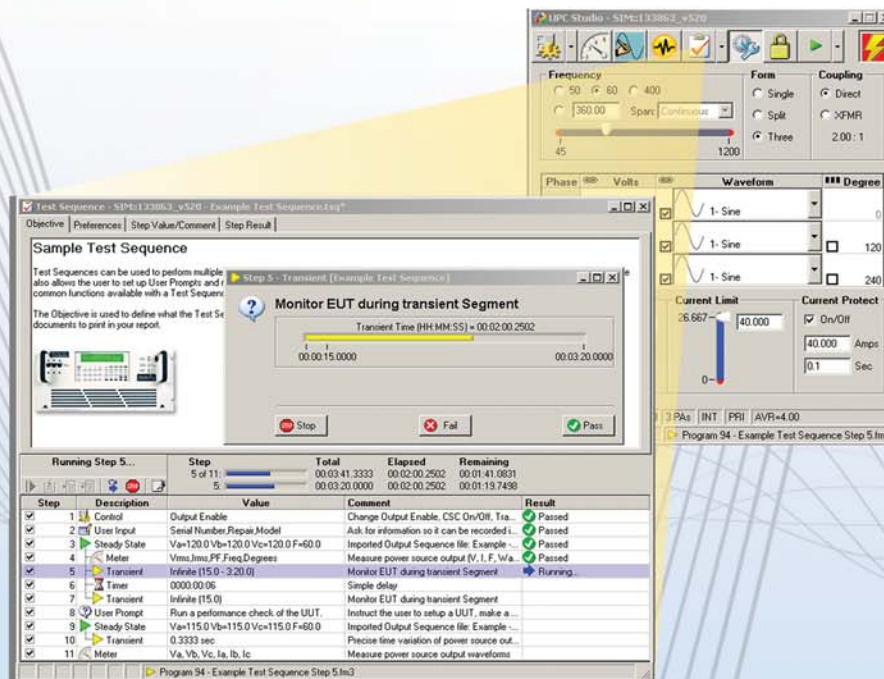 UPC Studio - SIM::133863_v520
Frequency
50 60 400
360.00 Span: Continuous
45 1200
Form
Single
Split
Three
Coupling
Direct
XFMR
2.00 : 1
Phase Volts Waveform Degree
1- Sine 0
1- Sine 120
1- Sine 240
Current Limit
26.667 40.000
0
Current Protect
On/Off
40.000 Amps
0.1 Sec
3 PAs INT PRI AVR=4.00
Program 94 - Example Test Sequence Step 5.fm
Test Sequence - SIM::133863_v520 - Example Test Sequence.tsq*
Objective Preferences Step Value/Comment Step Result
Sample Test Sequence
Test Sequences can be used to perform multiple
also allows the user to set up User Prompts and
common functions available with a Test Sequenc
The Objective is used to define what the Test Se
documents to print in your report.
Step 5 - Transient [Example Test Sequence]
Monitor EUT during transient Segment
Transient Time (HH:MM:SS) = 00:02:00.2502
00:00:15.0000 00:03:20.0000
STOP Stop Fail Pass
Running Step 5...
Step Total Elapsed Remaining
5 of 11: 00:03:41.3333 00:02:00.2502 00:01:41.0831
5: 00:03:20.0000 00:02:00.2502 00:01:19.7498
Step Description Value Comment Result
1 Control Output Enable Change Output Enable, CSC On/Off, Tra... Passed
2 User Input Serial Number,Repair,Model Ask for information so it can be recorded i... Passed
3 Steady State Va=120.0 Vb=120.0 Vc=120.0 F=60.0 Imported Output Sequence file: Example -... Passed
4 Meter Vrms,Irms,PF,Freq,Degrees Measure power source output (V, I, F, Wa... Passed
5 Transient Infinite (15.0 - 3:20.0) Monitor EUT during transient Segment Running...
6 Timer 0000:00:06 Simple delay
7 Transient Infinite (15.0) Monitor EUT during transient Segment
8 User Prompt Run a performance check of the UUT. Instruct the user to setup a UUT, make a ...
9 Steady State Va=115.0 Vb=115.0 Vc=115.0 F=60.0 Imported Output Sequence file: Example -...
10 Transient 0.3333 sec Precise time variation of power source out...
11 Meter Va, Vb, Vc, Ia, Ib, Ic Measure power source output waveforms
Program 94 - Example Test Sequence Step 5.fm3